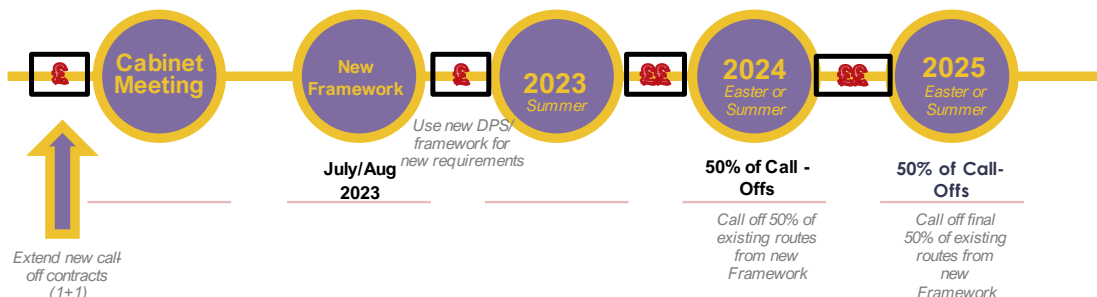 £
Cabinet
Meeting
New
Framework
£
2023
Summer
££
2024
Easter or
Summer
££
2025
Easter or
Summer
Use new DPS/
framework for
new requirements
July/Aug
2023
50% of Call -
Offs
50% of Call-
Offs
Extend new call-
off contracts
(1+1)
Call off 50% of
existing routes
from new
Framework
Call off final
50% of existing
routes from
new
Framework